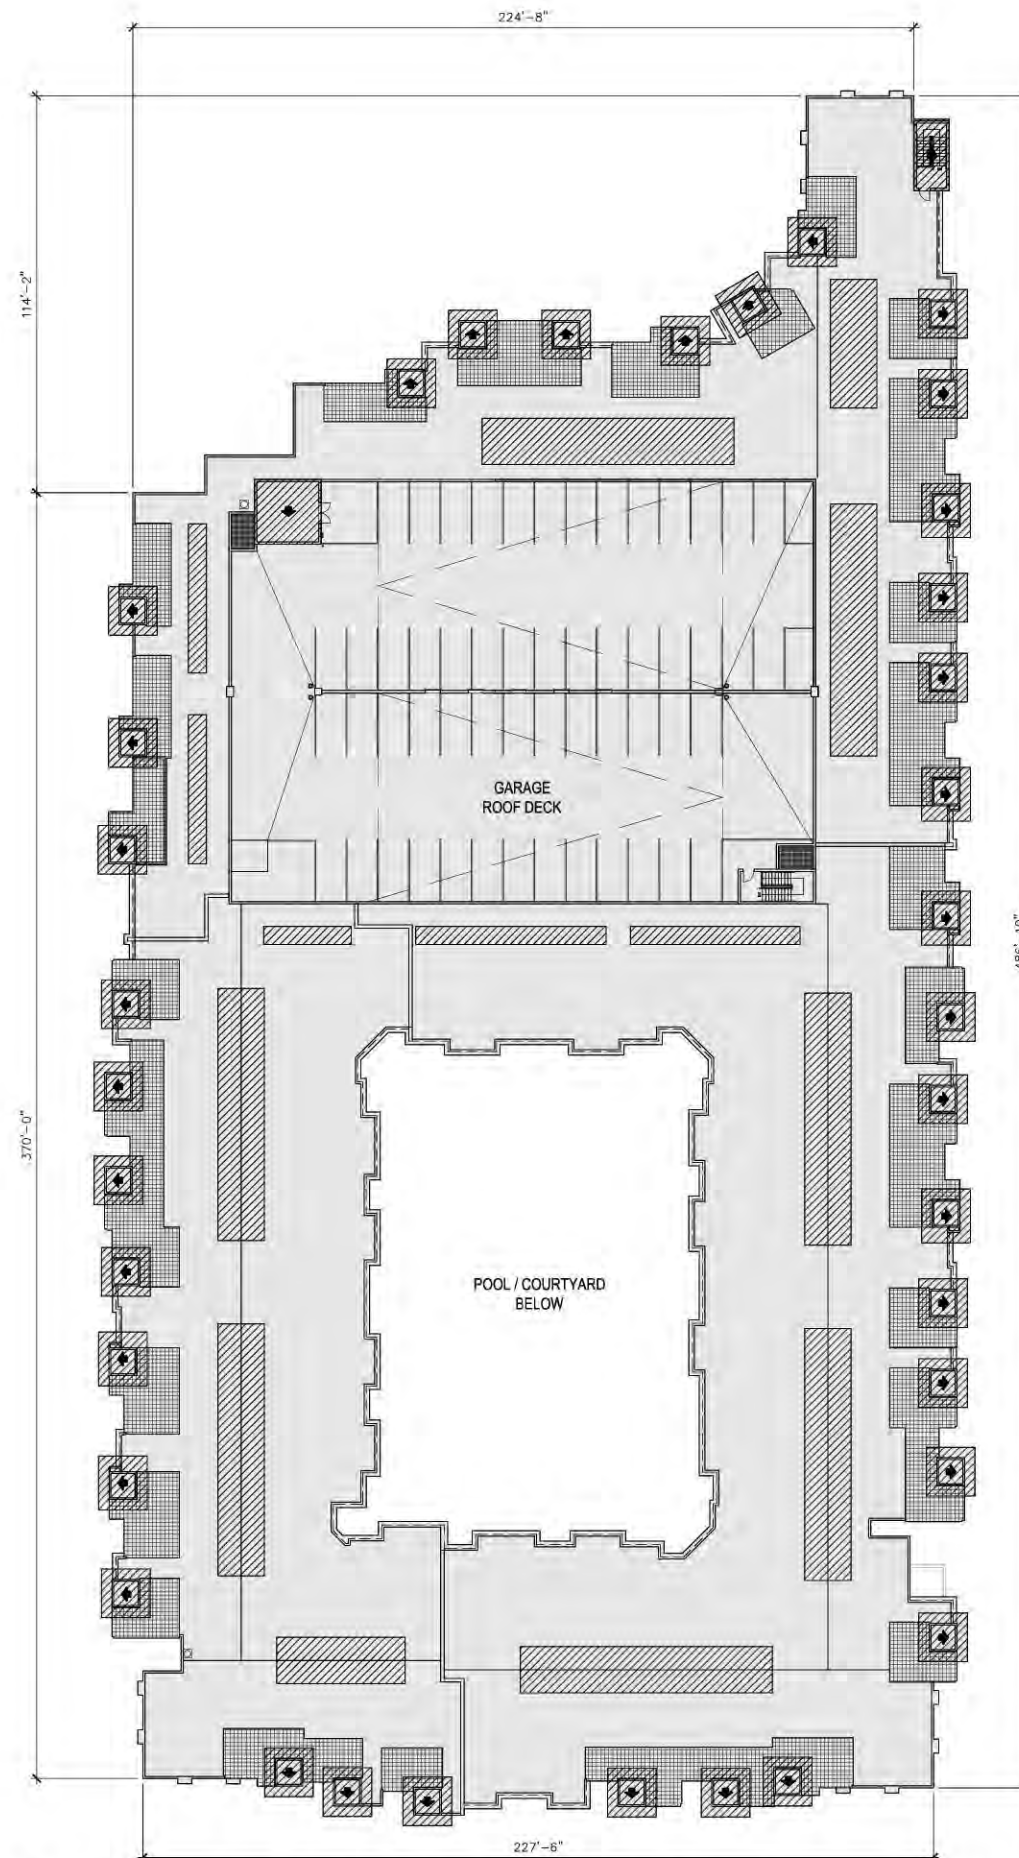 224'-8"
114'-2"
GARAGE
ROOF DECK
370'-0"
POOL / COURTYARD
BELOW
227'-6"